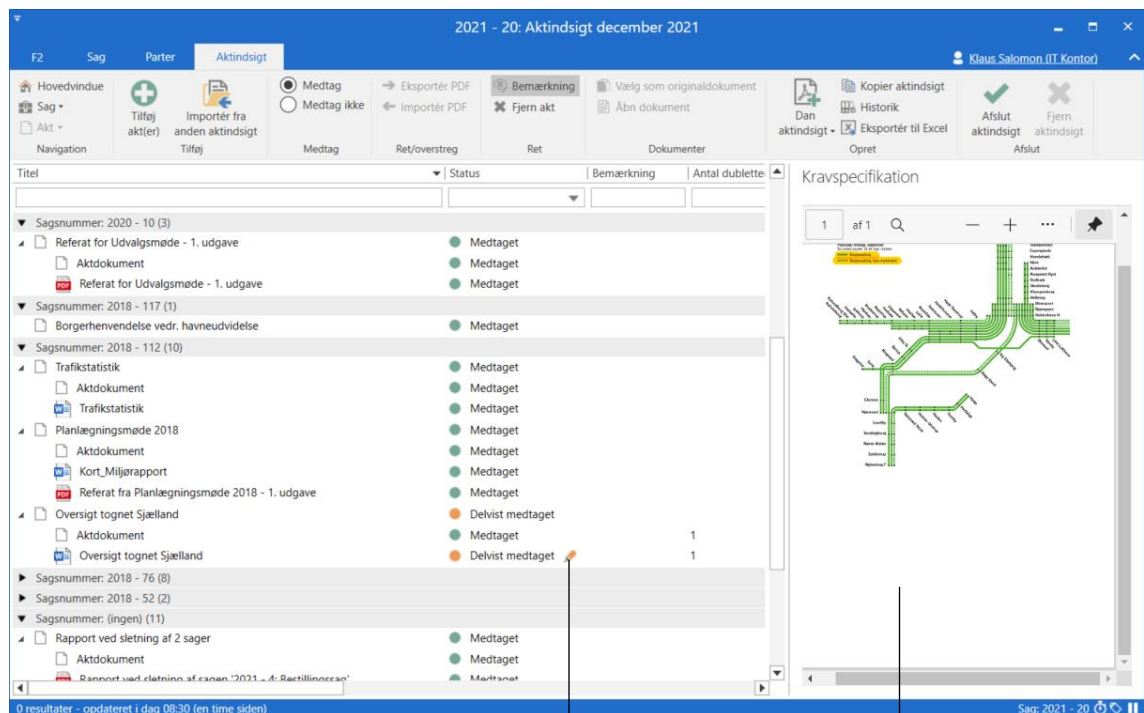 2021 - 20: Aktindsigt december 2021
F2 Sag Parter Aktindsigt Klaus Salomon (IT Kontor)
Hovedvindue
Sag
Akt
Navigation
Tilføj
akt(er)
Importér fra
anden aktindsigt
Tilføj
Medtag
Medtag ikke
Medtag
Eksportér PDF
Importér PDF
Ret/overstreg
Bemærkning
Fjern akt
Ret
Vælg som originaldokument
Åbn dokument
Dokumenter
Dan
aktindsigt
Kopier aktindsigt
Historik
Eksportér til Excel
Opret
Afslut
aktindsigt
Fjern
aktindsigt
Afslut
Titel Status Bemærkning Antal dublette
Sagsnummer: 2020 - 10 (3)
Referat for Udvalgsmøde - 1. udgave Medtaget
Aktdokument Medtaget
Referat for Udvalgsmøde - 1. udgave Medtaget
Sagsnummer: 2018 - 117 (1)
Borgerhenvendelse vedr. havneudvidelse Medtaget
Sagsnummer: 2018 - 112 (10)
Trafikstatistik Medtaget
Aktdokument Medtaget
Trafikstatistik Medtaget
Planlægningsmøde 2018 Medtaget
Aktdokument Medtaget
Kort_Miljørapport Medtaget
Referat fra Planlægningsmøde 2018 - 1. udgave Medtaget
Oversigt tognet Sjælland Delvist medtaget
Aktdokument Medtaget 1
Oversigt tognet Sjælland Delvist medtaget 1
Sagsnummer: 2018 - 76 (8)
Sagsnummer: 2018 - 52 (2)
Sagsnummer: (ingen) (11)
Rapport ved sletning af 2 sager Medtaget
Aktdokument Medtaget
Rapport ved sletning af sagen '2021 - 4: Bestillingssag' Medtaget
Kravspecifikation
1 af 1
0 resultater - opdateret i dag 08:30 (en time siden) Sag: 2021 - 20